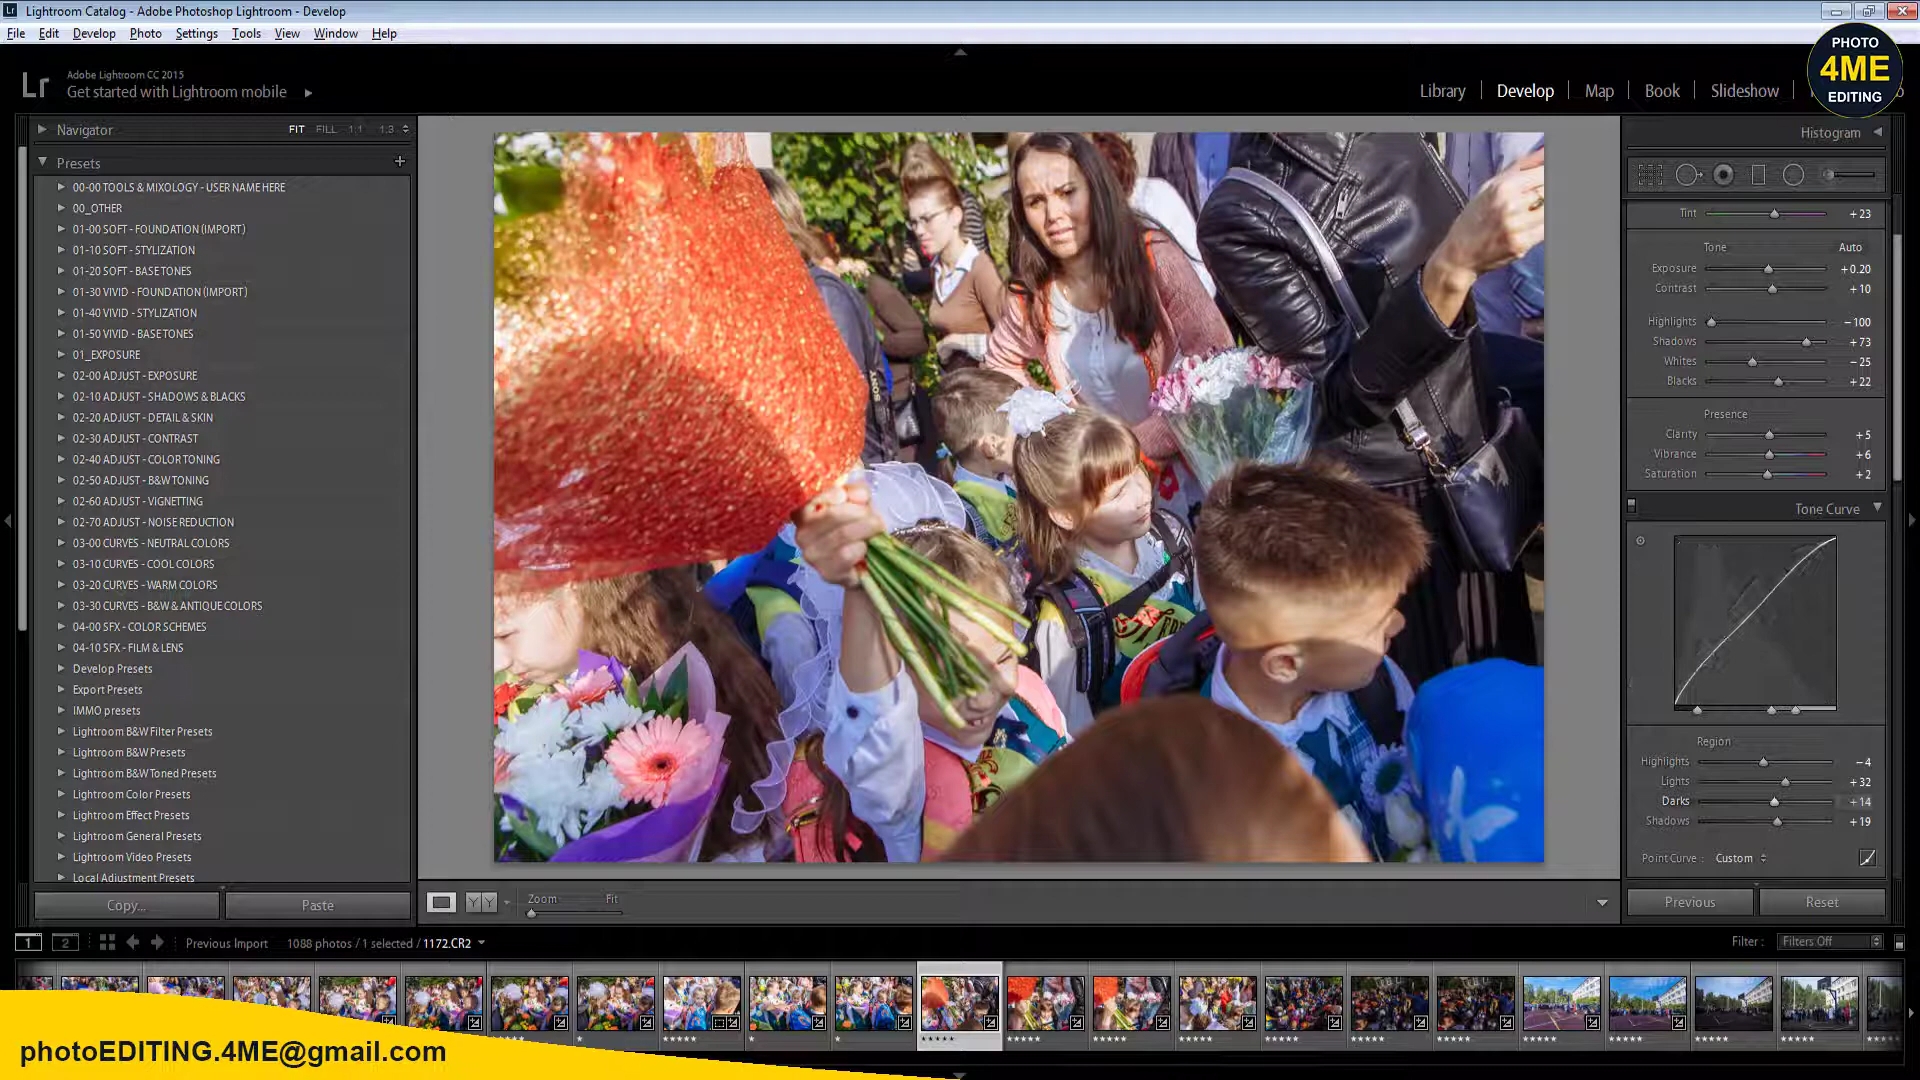 Lightroom Catalog - Adobe Photoshop Lightroom - Develop
File Edit Develop Photo Settings Tools View Window Help
PHOTO
4ME
EDITING
Lr
Adobe Lightroom CC 2015
Get started with Lightroom mobile
Library Develop Map Book Slideshow
Navigator FIT FILL 1:1 1:3
Histogram
Presets +
00-00 TOOLS & MIXOLOGY - USER NAME HERE
00_OTHER
01-00 SOFT - FOUNDATION (IMPORT)
01-10 SOFT - STYLIZATION
01-20 SOFT - BASE TONES
01-30 VIVID - FOUNDATION (IMPORT)
01-40 VIVID - STYLIZATION
01-50 VIVID - BASE TONES
01_EXPOSURE
02-00 ADJUST - EXPOSURE
02-10 ADJUST - SHADOWS & BLACKS
02-20 ADJUST - DETAIL & SKIN
02-30 ADJUST - CONTRAST
02-40 ADJUST - COLOR TONING
02-50 ADJUST - B&W TONING
02-60 ADJUST - VIGNETTING
02-70 ADJUST - NOISE REDUCTION
03-00 CURVES - NEUTRAL COLORS
03-10 CURVES - COOL COLORS
03-20 CURVES - WARM COLORS
03-30 CURVES - B&W & ANTIQUE COLORS
04-00 SFX - COLOR SCHEMES
04-10 SFX - FILM & LENS
Develop Presets
Export Presets
IMMO presets
Lightroom B&W Filter Presets
Lightroom B&W Presets
Lightroom B&W Toned Presets
Lightroom Color Presets
Lightroom Effect Presets
Lightroom General Presets
Lightroom Video Presets
Local Adjustment Presets
Copy... Paste
SONY
Tint +23
Tone Auto
Exposure +0.20
Contrast +10
Highlights -100
Shadows +73
Whites -25
Blacks +22
Presence
Clarity +5
Vibrance +6
Saturation +2
Tone Curve
Region
Highlights -4
Lights +32
Darks +14
Shadows +19
Point Curve : Custom
Previous Reset
YY Zoom Fit
1 2 Previous Import 1088 photos / 1 selected / 1172.CR2 Filter : Filters Off
photoEDITING.4ME@gmail.com